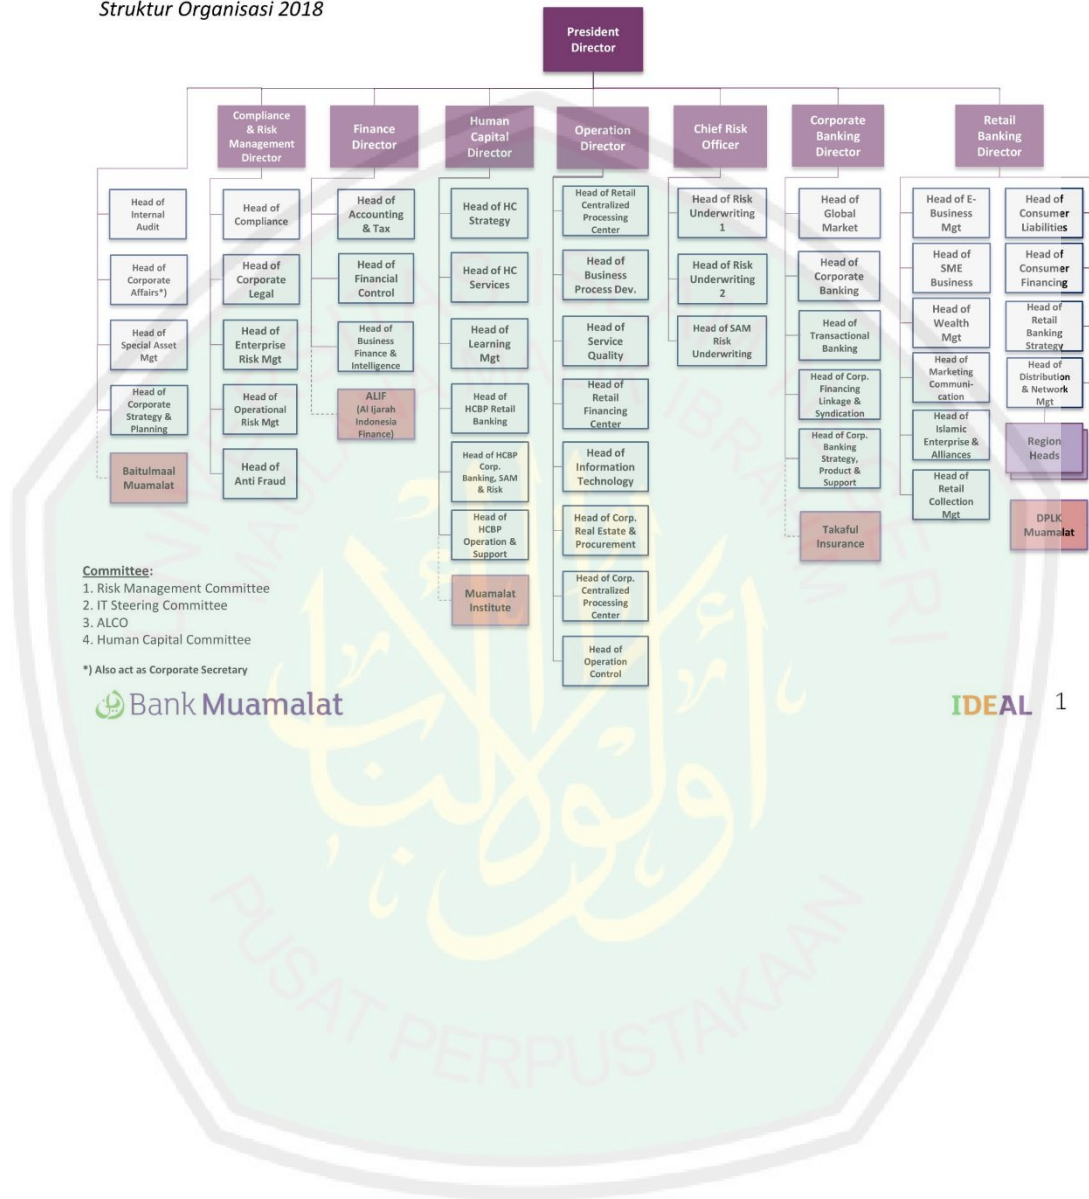 Struktur Organisasi 2018
President
Director
Compliance
& Risk
Management
Director
Finance
Director
Human
Capital
Director
Operation
Director
Chief Risk
Officer
Corporate
Banking
Director
Retail
Banking
Director
Head of
Internal
Audit
Head of
Corporate
Affairs*)
Head of
Special Asset
Mgt
Head of
Corporate
Strategy &
Planning
Baitulmaal
Muamalat
Head of
Compliance
Head of
Corporate
Legal
Head of
Enterprise
Risk Mgt
Head of
Operational
Risk Mgt
Head of
Anti Fraud
Head of
Accounting
& Tax
Head of
Financial
Control
Head of
Business
Finance &
Intelligence
ALIF
(Al Ijarah
Indonesia
Finance)
Head of HC
Strategy
Head of HC
Services
Head of
Learning
Mgt
Head of
HCBP Retail
Banking
Head of HCBP
Corp.
Banking, SAM
& Risk
Head of
HCBP
Operation &
Support
Muamalat
Institute
Head of Retail
Centralized
Processing
Center
Head of
Business
Process Dev.
Head of
Service
Quality
Head of
Retail
Financing
Center
Head of
Information
Technology
Head of Corp.
Real Estate &
Procurement
Head of Corp.
Centralized
Processing
Center
Head of
Operation
Control
Head of Risk
Underwriting
1
Head of Risk
Underwriting
2
Head of SAM
Risk
Underwriting
Head of
Global
Market
Head of
Corporate
Banking
Head of
Transactional
Banking
Head of Corp.
Financing
Linkage &
Syndication
Head of Corp.
Banking
Strategy,
Product &
Support
Takaful
Insurance
Head of E-
Business
Mgt
Head of
SME
Business
Head of
Wealth
Mgt
Head of
Marketing
Communi-
cation
Head of
Islamic
Enterprise &
Alliances
Head of
Retail
Collection
Mgt
Head of
Consumer
Liabilities
Head of
Consumer
Financing
Head of
Retail
Banking
Strategy
Head of
Distribution
& Network
Mgt
Region
Heads
DPLK
Muamalat
Committee:
1. Risk Management Committee
2. IT Steering Committee
3. ALCO
4. Human Capital Committee
*) Also act as Corporate Secretary
Bank Muamalat
IDEAL 1
PUSAT PERPUSTAKAAN